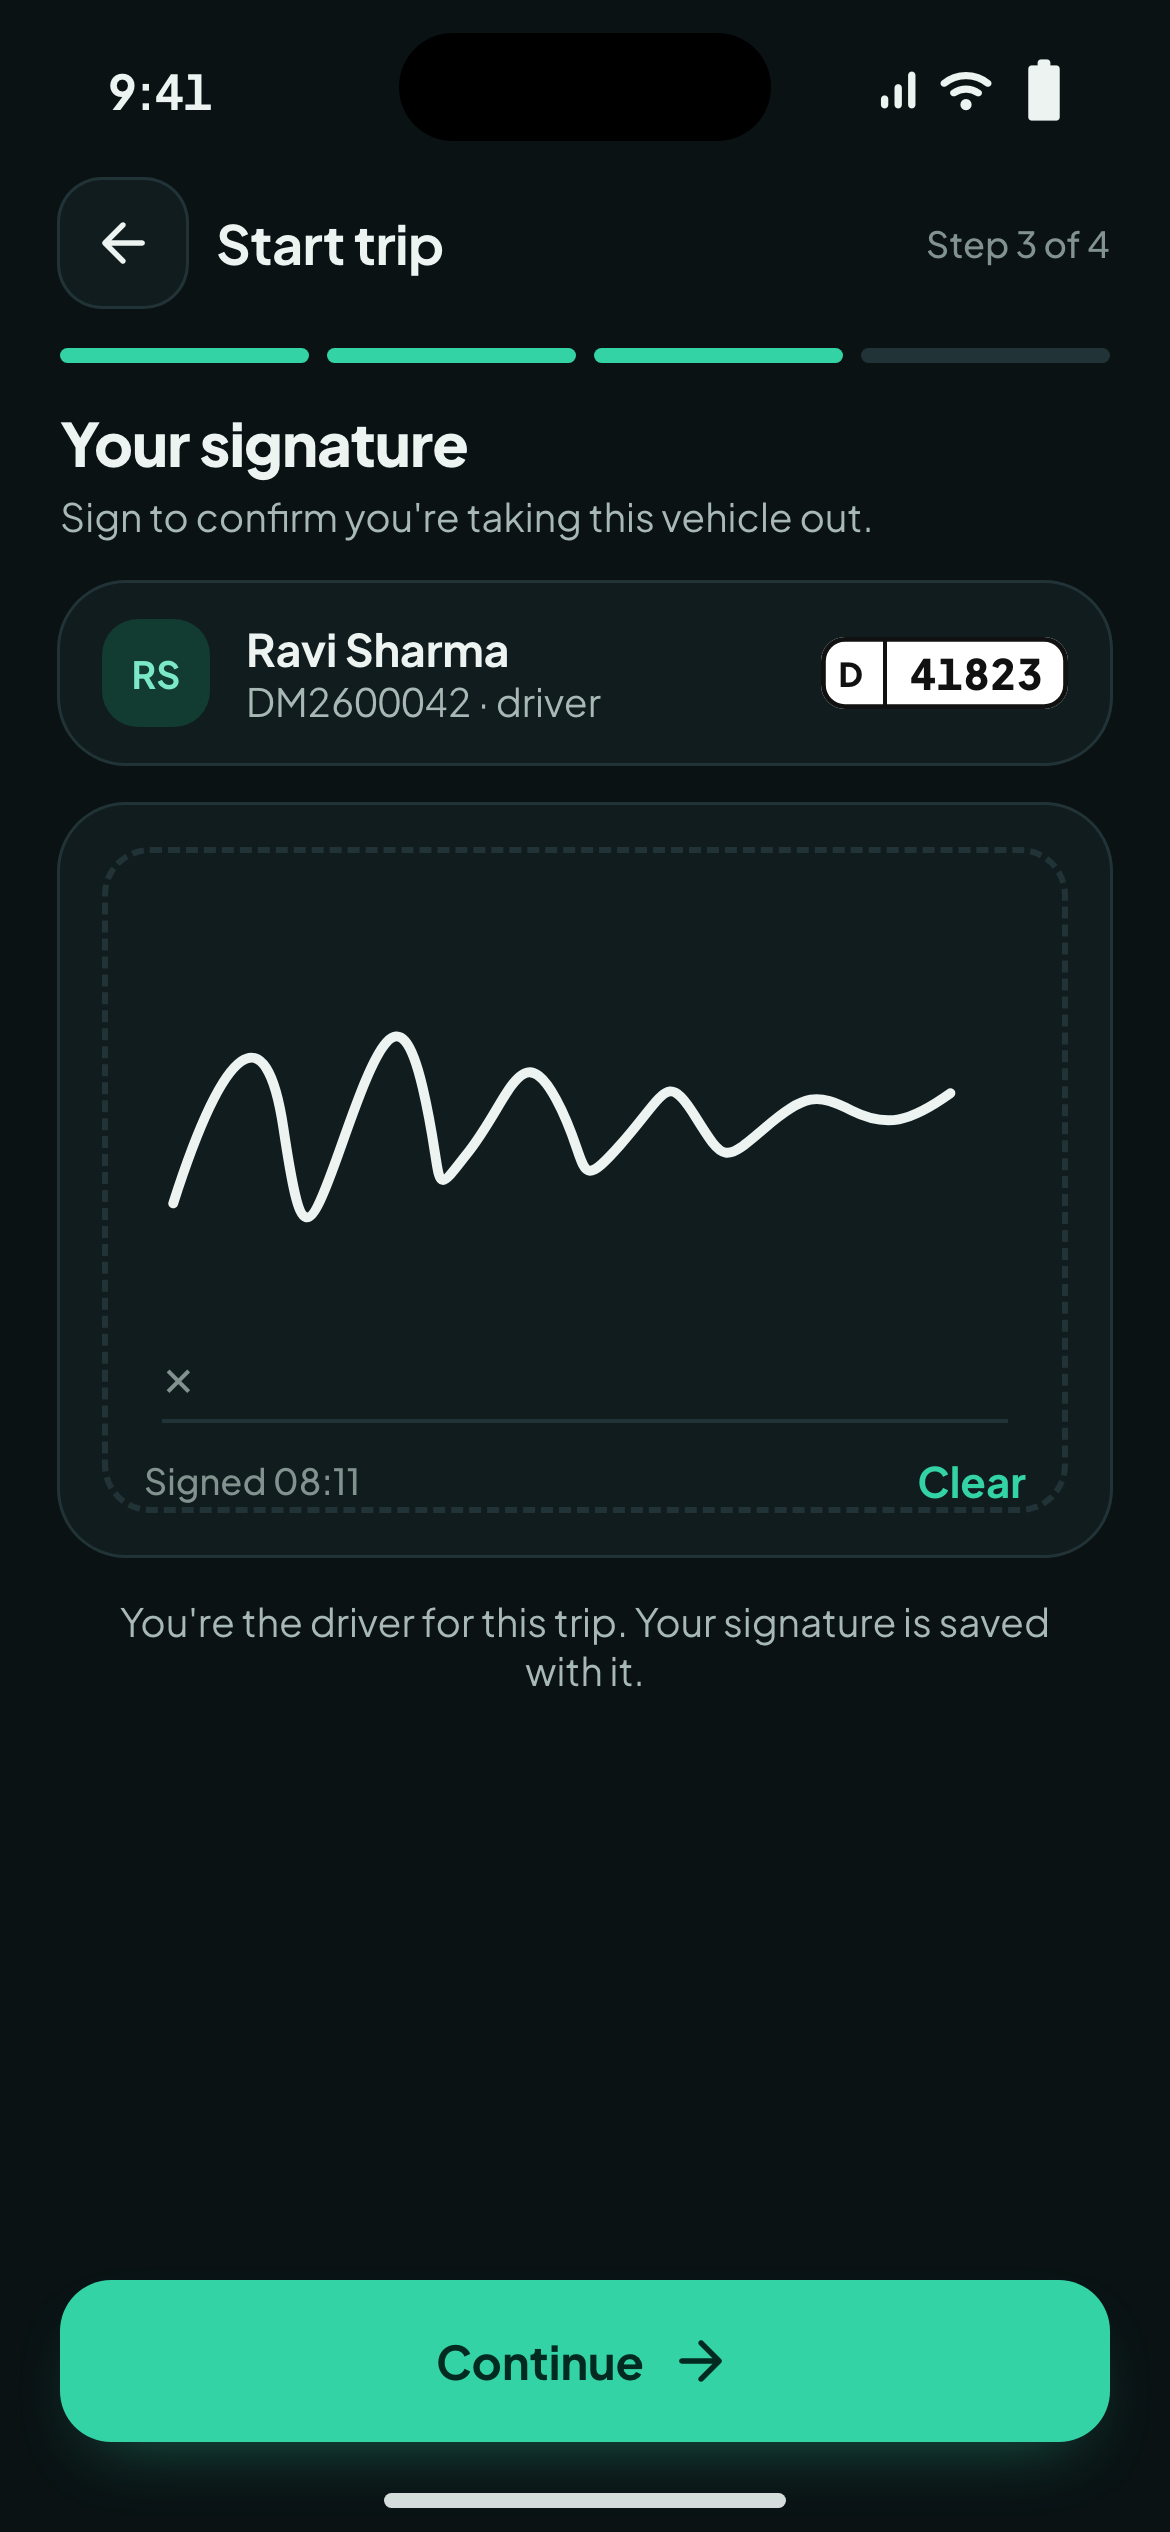 9:41
Start trip
Step 3 of 4
Your signature
Sign to confirm you're taking this vehicle out.
RS
Ravi Sharma
DM2600042 · driver
D 41823
×
Signed 08:11
Clear
You're the driver for this trip. Your signature is saved
with it.
Continue →